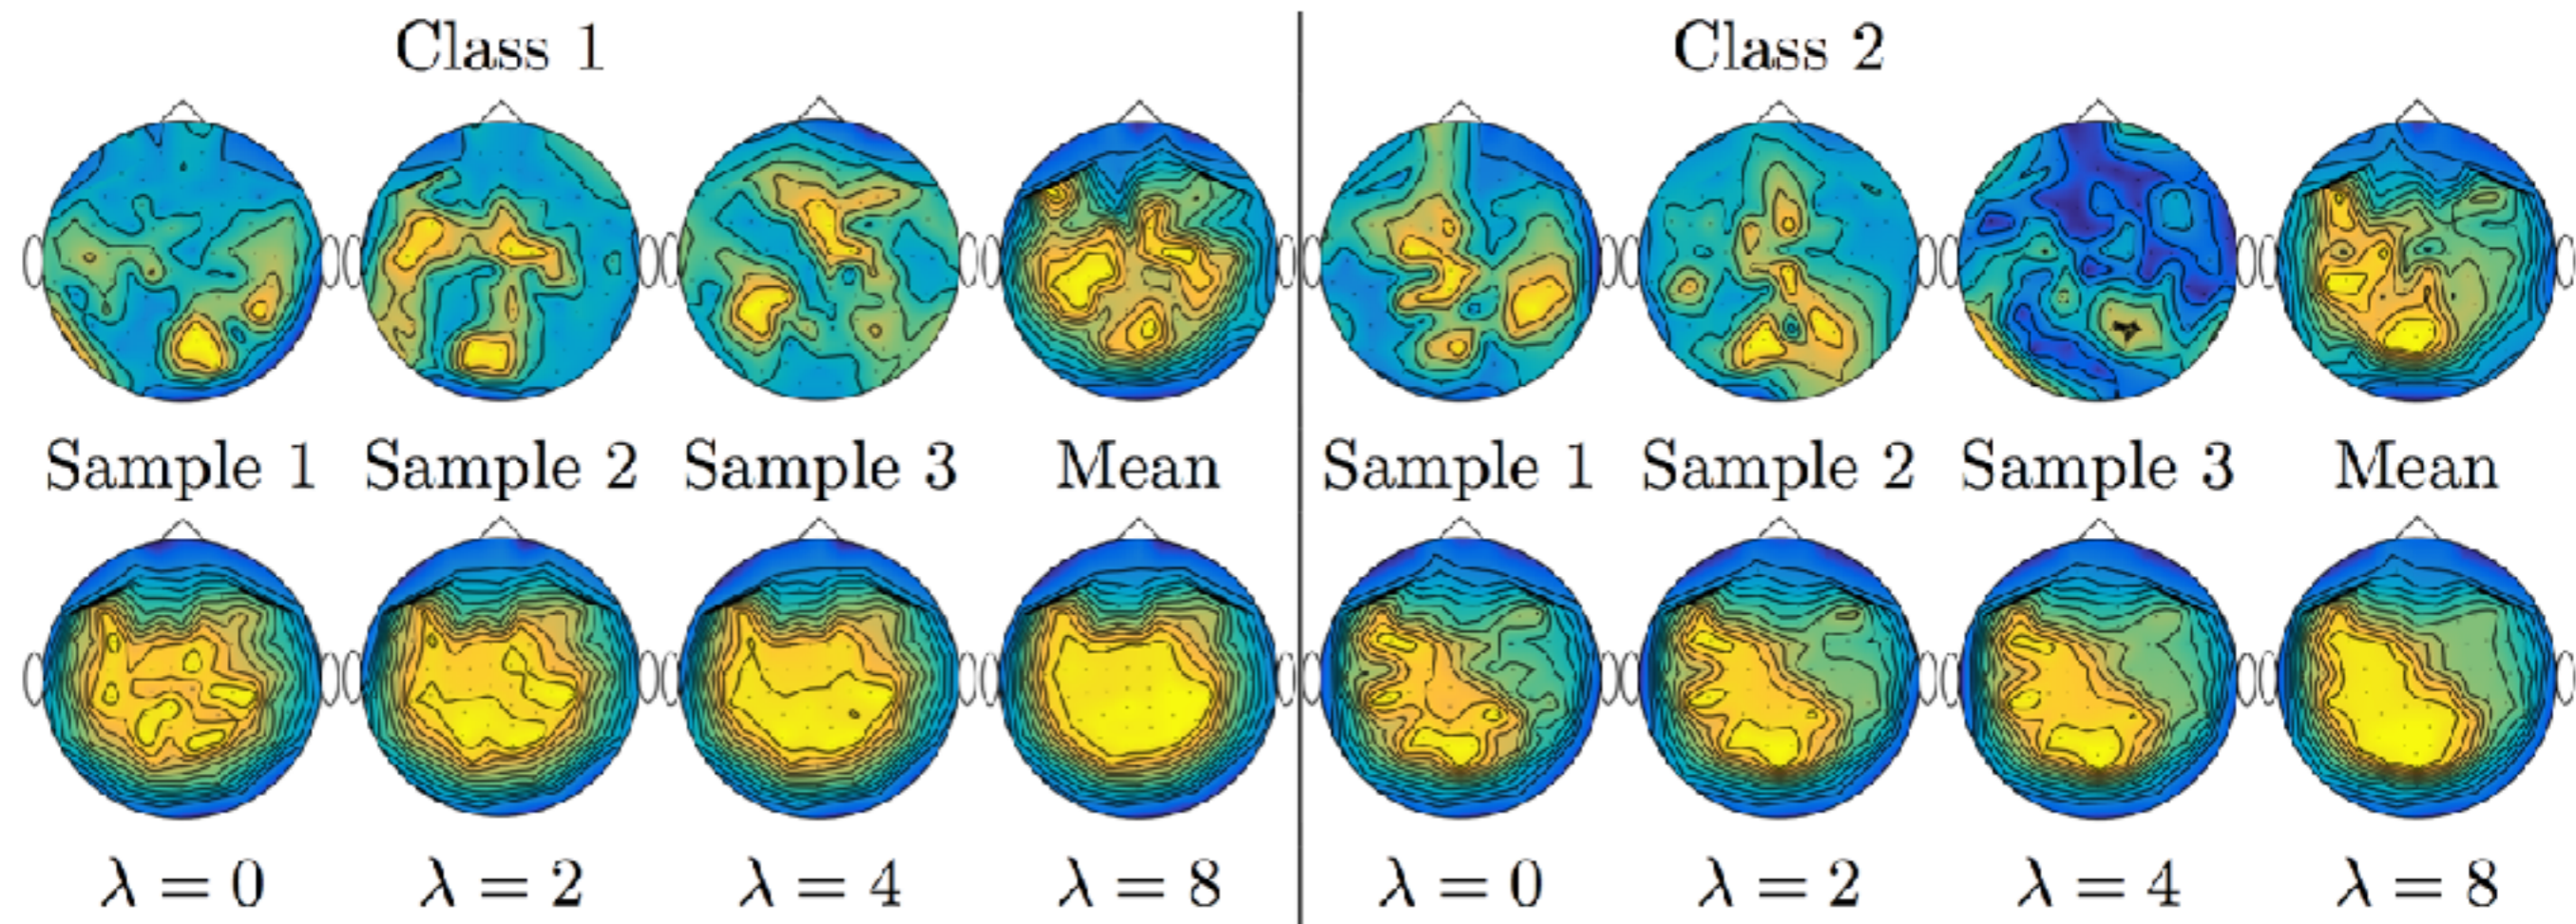 Class 1
Class 2
Sample 1 Sample 2 Sample 3 Mean Sample 1 Sample 2 Sample 3 Mean
λ = 0 λ = 2 λ = 4 λ = 8 λ = 0 λ = 2 λ = 4 λ = 8